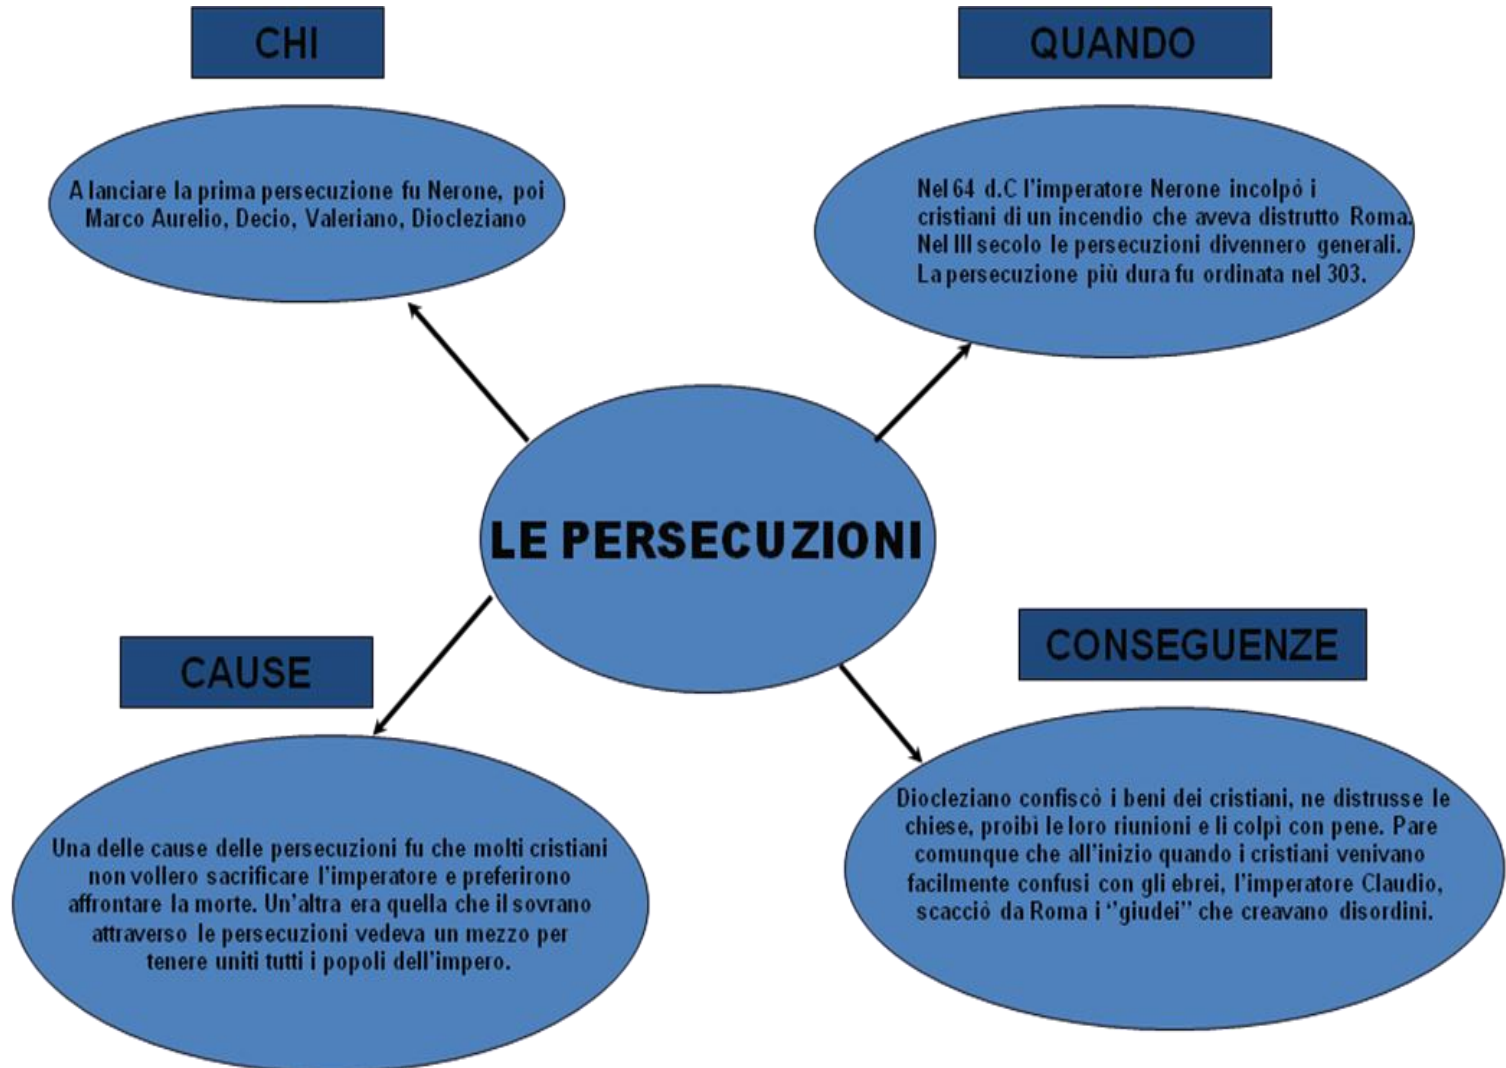 CHI
A lanciare la prima persecuzione fu Nerone, poi
Marco Aurelio, Decio, Valeriano, Diocleziano
QUANDO
Nel 64 d.C l'imperatore Nerone incolpò i
cristiani di un incendio che aveva distrutto Roma.
Nel III secolo le persecuzioni divennero generali.
La persecuzione più dura fu ordinata nel 303.
LE PERSECUZIONI
CAUSE
Una delle cause delle persecuzioni fu che molti cristiani
non vollero sacrificare l'imperatore e preferirono
affrontare la morte. Un'altra era quella che il sovrano
attraverso le persecuzioni vedeva un mezzo per
tenere uniti tutti i popoli dell'impero.
CONSEGUENZE
Diocleziano confiscò i beni dei cristiani, ne distrusse le
chiese, proibì le loro riunioni e li colpì con pene. Pare
comunque che all'inizio quando i cristiani venivano
facilmente confusi con gli ebrei, l'imperatore Claudio,
scacciò da Roma i ‘'giudei'' che creavano disordini.